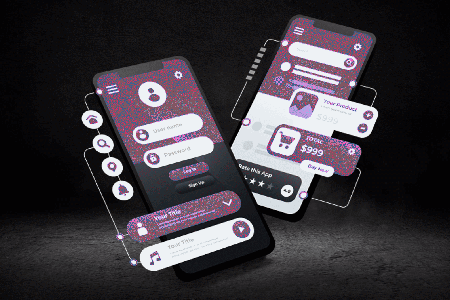 User name
Password
Log In
Sign Up
Your Title
Your Title
Your Product
$999
TOTAL
$999
Buy Now
Rate this App